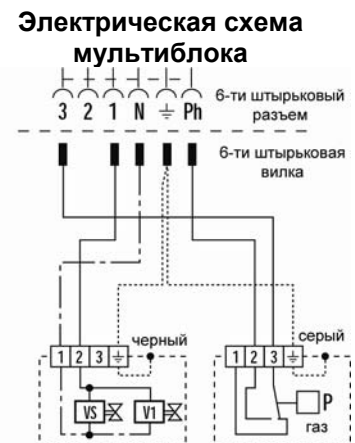 Электрическая схема
мультиблока
3 2 1 N ⏚ Ph
6-ти штырьковый
разъем
6-ти штырьковая
вилка
черный
серый
1 2 3 ⏚
1 2 3 ⏚
VS V1
P
газ